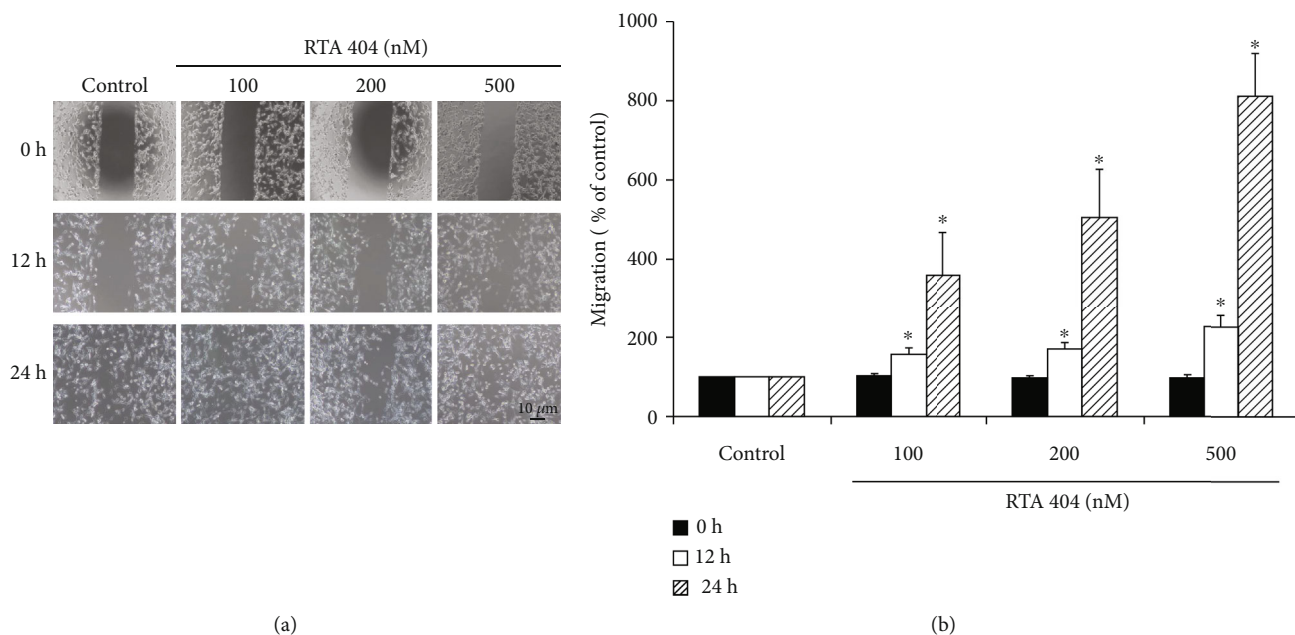 RTA 404 (nM)
Control 100 200 500
0 h
12 h
24 h
10 μm
(a)
1000
800
600
400
200
0
Migration ( % of control)
* * * * * *
Control 100 200 500
RTA 404 (nM)
0 h
12 h
24 h
(b)